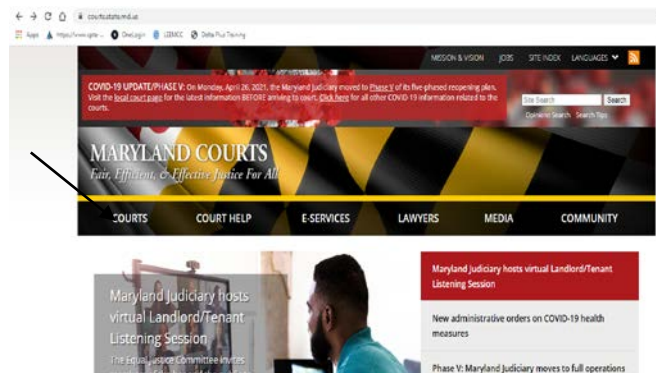 courts.state.md.us
Apps
OneLogin
Delta Plus Training
MISSION & VISION JOBS SITE INDEX LANGUAGES
COVID-19 UPDATE/PHASE V: On Monday, April 26, 2021, the Maryland Judiciary moved to Phase V of its five-phased reopening plan.
Visit the local court page for the latest information BEFORE arriving to court. Click here for all other COVID-19 information related to the
courts.
Site Search Search
Opinions Search Search Tips
MARYLAND COURTS
Fair, Efficient, & Effective Justice For All
COURTS COURT HELP E-SERVICES LAWYERS MEDIA COMMUNITY
Maryland Judiciary hosts
virtual Landlord/Tenant
Listening Session
The Equal Justice Committee invites
Maryland Judiciary hosts virtual Landlord/Tenant
Listening Session
New administrative orders on COVID-19 health
measures
Phase V: Maryland Judiciary moves to full operations